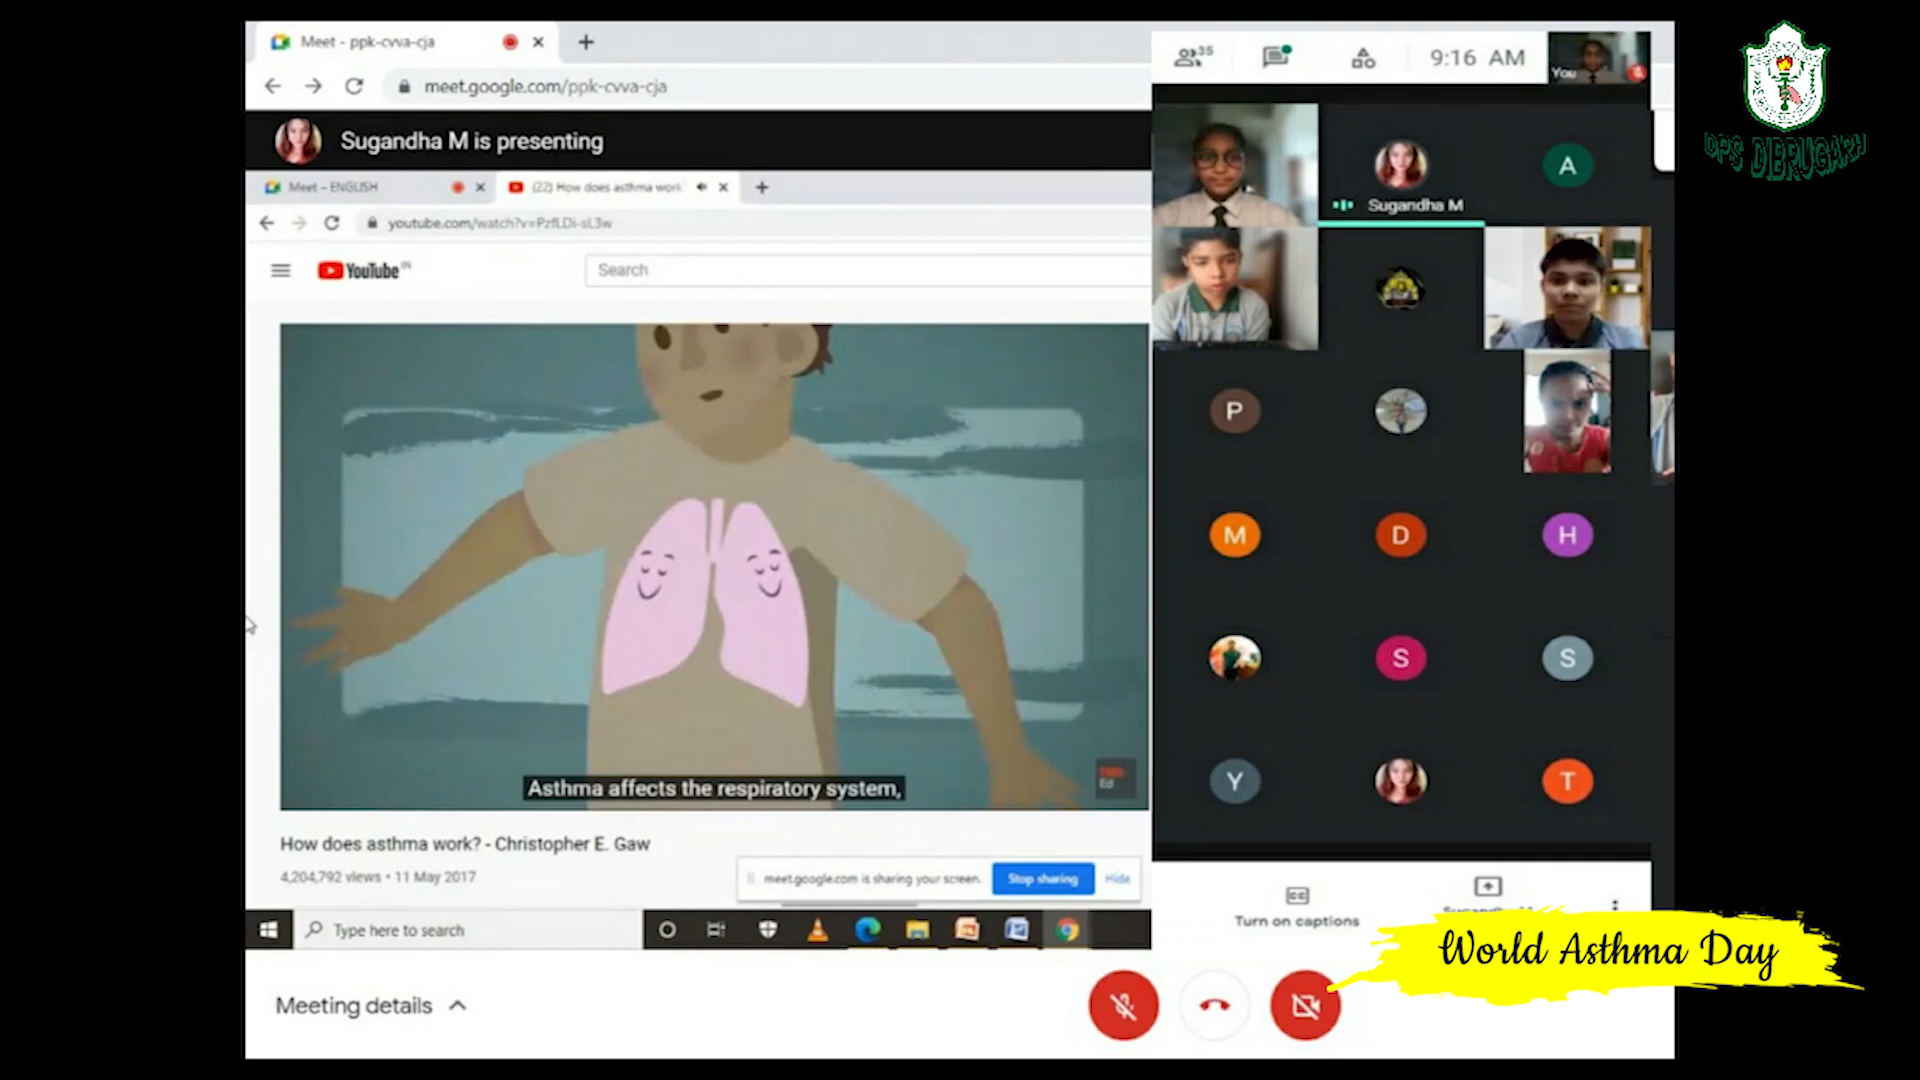 Meet - ppk-cvva-cja
meet.google.com/ppk-cvva-cja
Sugandha M is presenting
Meet – ENGLISH
(22) How does asthma work
youtube.com/watch?v=PzfLDi-sL3w
YouTube IN
Search
Asthma affects the respiratory system,
TED
Ed
How does asthma work? - Christopher E. Gaw
4,204,792 views • 11 May 2017
meet.google.com is sharing your screen.
Stop sharing
Hide
Type here to search
Meeting details
35
9:16 AM
You
Sugandha M
A
P
M
D
H
S
S
Y
T
Turn on captions
DPS DIBRUGARH
World Asthma Day